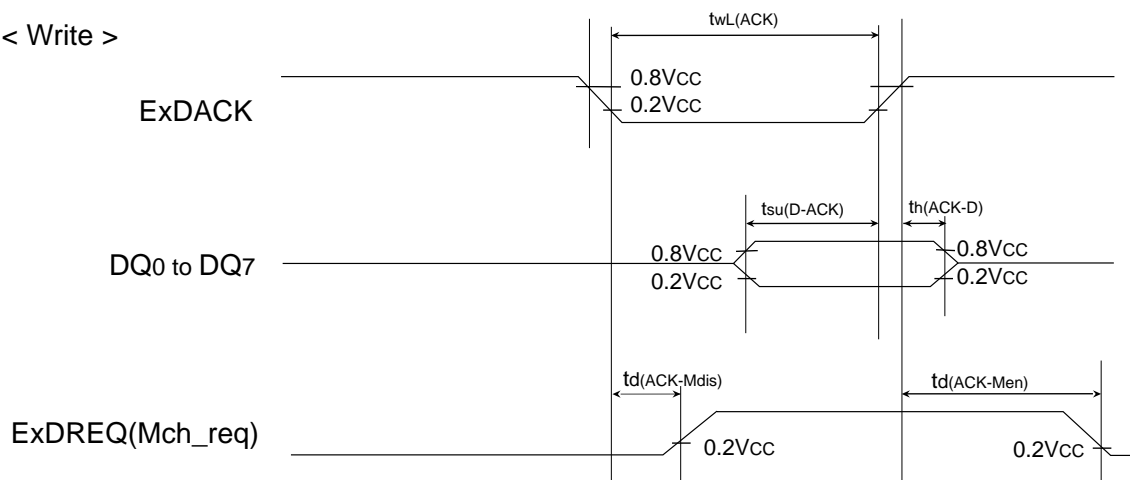 < Write >
twL(ACK)
ExDACK
0.8VCC
0.2VCC
tsu(D-ACK)
th(ACK-D)
DQ0 to DQ7
0.8VCC
0.8VCC
0.2VCC
0.2VCC
td(ACK-Mdis)
td(ACK-Men)
ExDREQ(Mch_req)
0.2VCC
0.2VCC